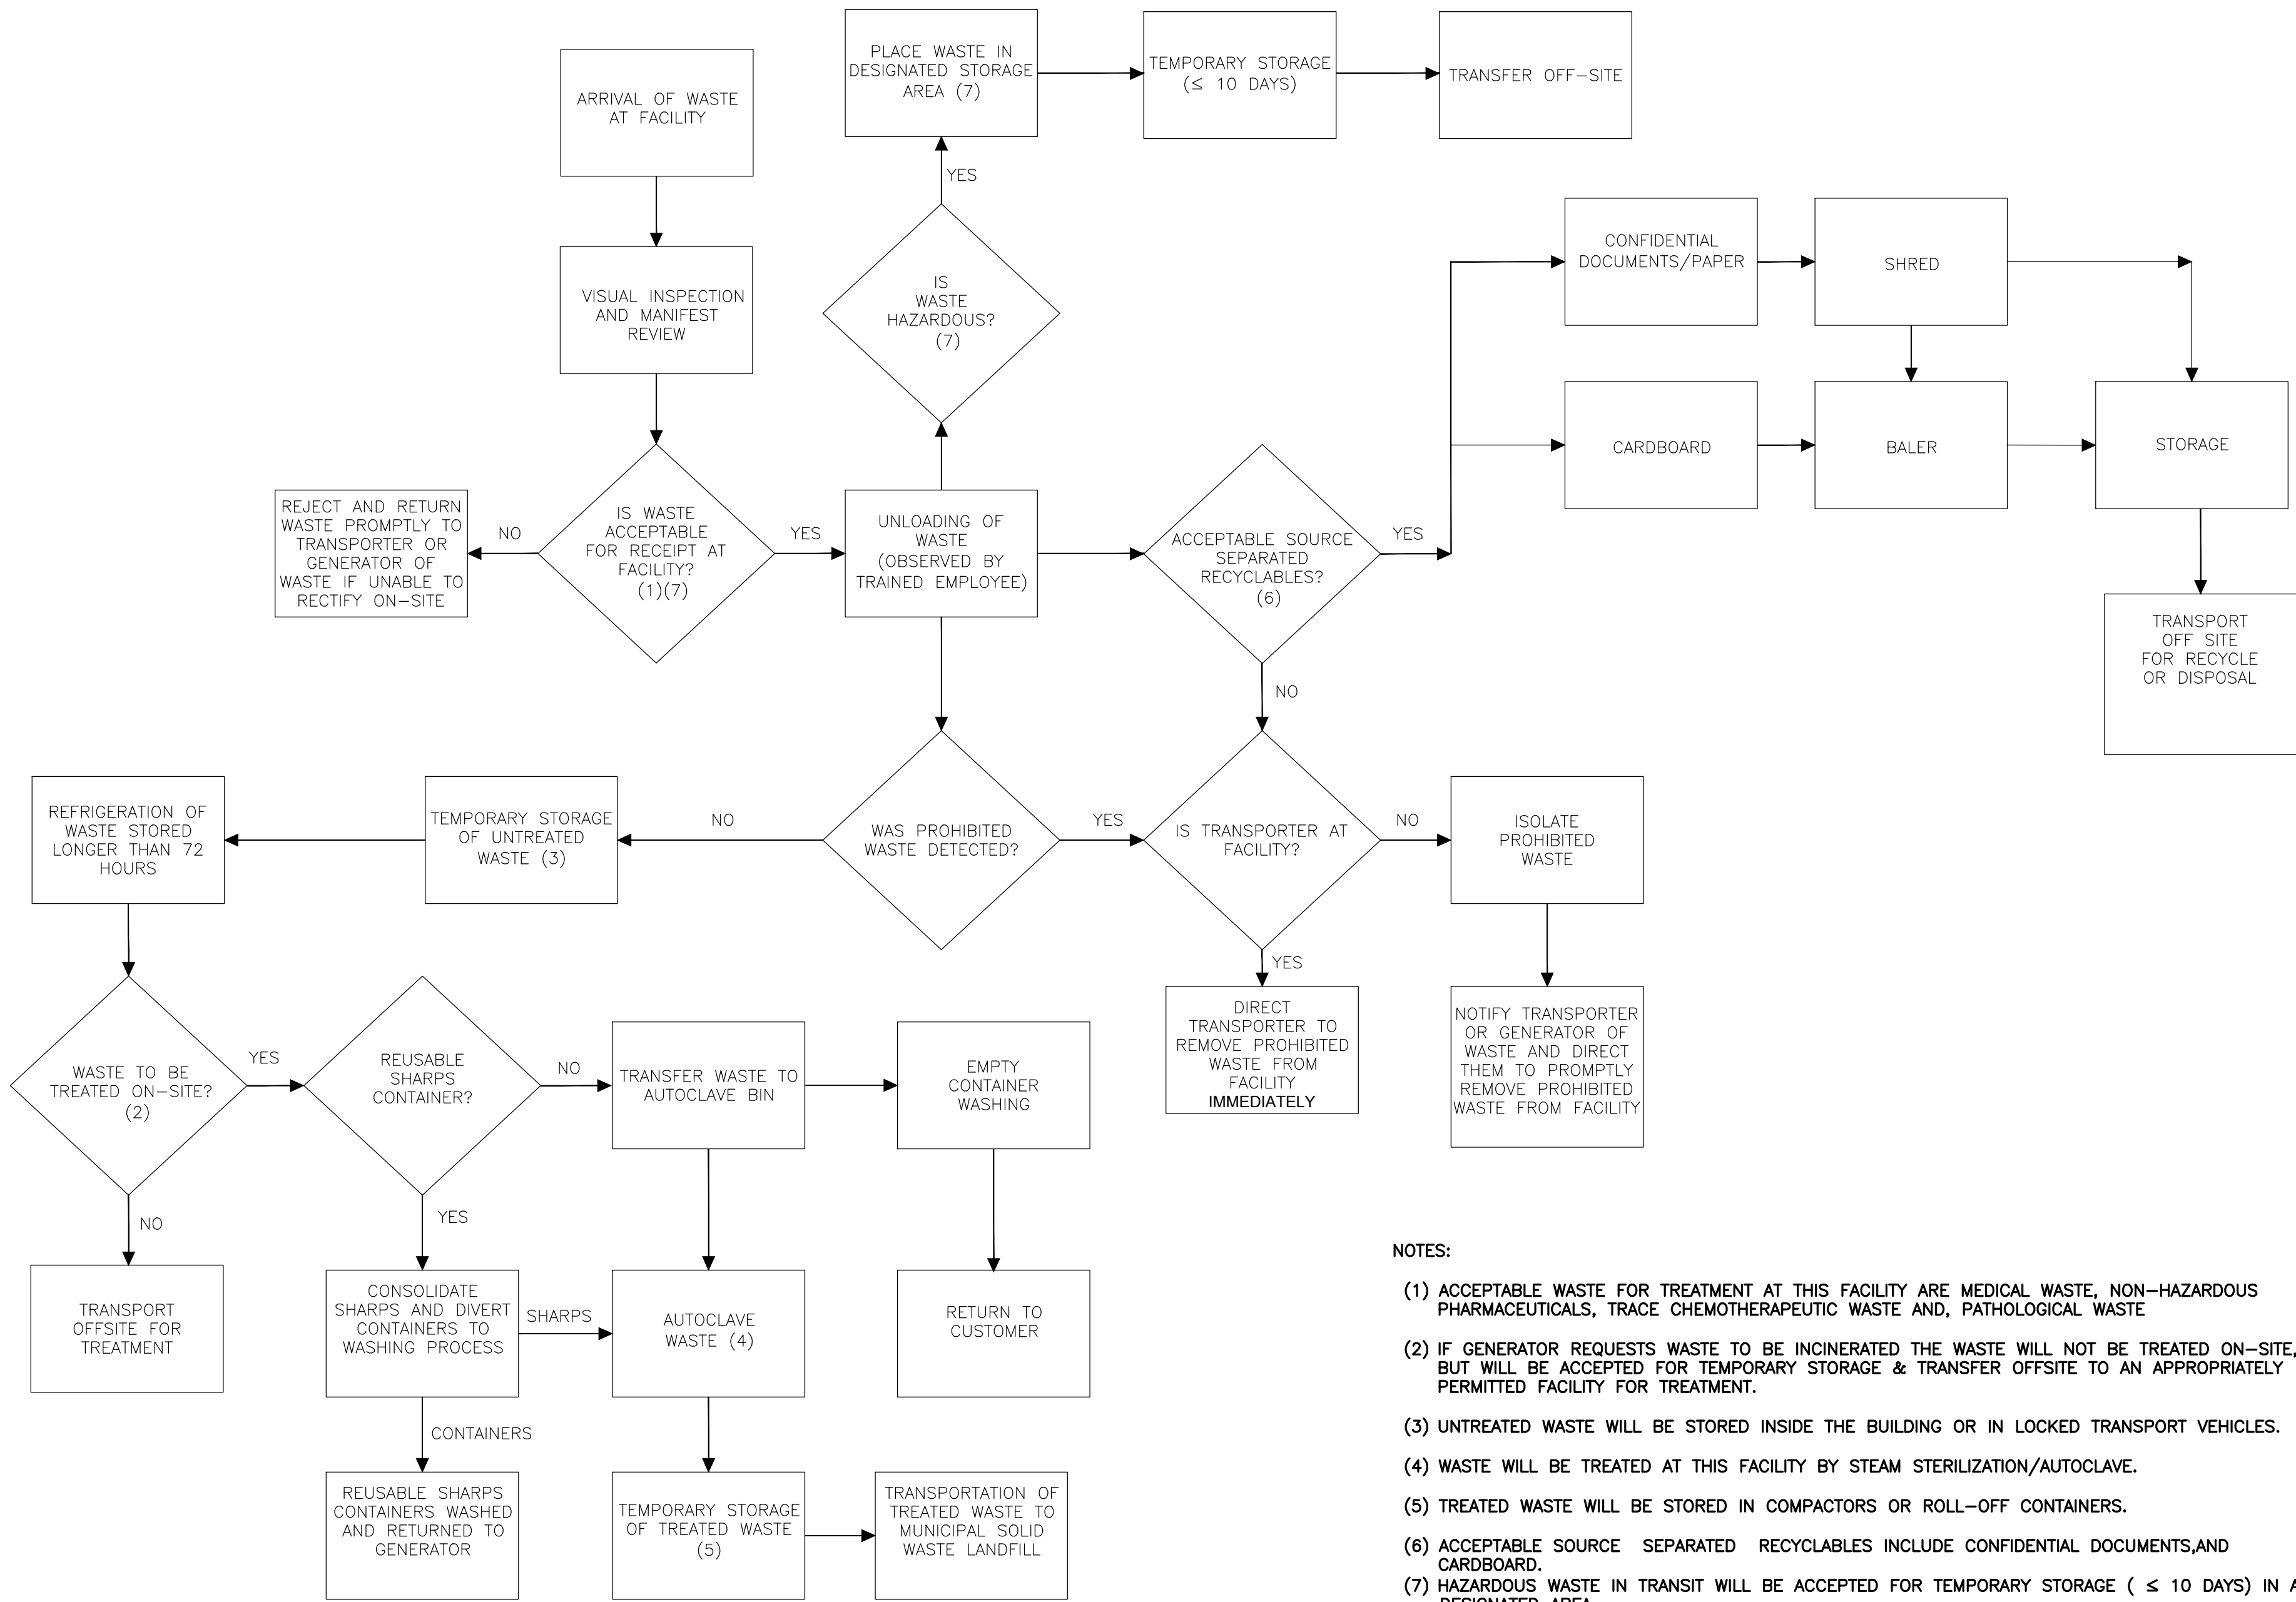 PLACE WASTE IN
DESIGNATED STORAGE
AREA (7)
TEMPORARY STORAGE
(≤ 10 DAYS)
TRANSFER OFF-SITE
ARRIVAL OF WASTE
AT FACILITY
YES
VISUAL INSPECTION
AND MANIFEST
REVIEW
IS
WASTE
HAZARDOUS?
(7)
CONFIDENTIAL
DOCUMENTS/PAPER
SHRED
CARDBOARD
BALER
STORAGE
REJECT AND RETURN
WASTE PROMPTLY TO
TRANSPORTER OR
GENERATOR OF
WASTE IF UNABLE TO
RECTIFY ON-SITE
NO
IS WASTE
ACCEPTABLE
FOR RECEIPT AT
FACILITY?
(1)(7)
YES
UNLOADING OF
WASTE
(OBSERVED BY
TRAINED EMPLOYEE)
ACCEPTABLE SOURCE
SEPARATED
RECYCLABLES?
(6)
YES
TRANSPORT
OFF SITE
FOR RECYCLE
OR DISPOSAL
NO
REFRIGERATION OF
WASTE STORED
LONGER THAN 72
HOURS
TEMPORARY STORAGE
OF UNTREATED
WASTE (3)
NO
WAS PROHIBITED
WASTE DETECTED?
YES
IS TRANSPORTER AT
FACILITY?
NO
ISOLATE
PROHIBITED
WASTE
YES
DIRECT
TRANSPORTER TO
REMOVE PROHIBITED
WASTE FROM
FACILITY
IMMEDIATELY
NOTIFY TRANSPORTER
OR GENERATOR OF
WASTE AND DIRECT
THEM TO PROMPTLY
REMOVE PROHIBITED
WASTE FROM FACILITY
WASTE TO BE
TREATED ON-SITE?
(2)
YES
REUSABLE
SHARPS
CONTAINER?
NO
TRANSFER WASTE TO
AUTOCLAVE BIN
EMPTY
CONTAINER
WASHING
NO
YES
TRANSPORT
OFFSITE FOR
TREATMENT
CONSOLIDATE
SHARPS AND DIVERT
CONTAINERS TO
WASHING PROCESS
SHARPS
AUTOCLAVE
WASTE (4)
RETURN TO
CUSTOMER
CONTAINERS
REUSABLE SHARPS
CONTAINERS WASHED
AND RETURNED TO
GENERATOR
TEMPORARY STORAGE
OF TREATED WASTE
(5)
TRANSPORTATION OF
TREATED WASTE TO
MUNICIPAL SOLID
WASTE LANDFILL
NOTES:
(1) ACCEPTABLE WASTE FOR TREATMENT AT THIS FACILITY ARE MEDICAL WASTE, NON-HAZARDOUS
PHARMACEUTICALS, TRACE CHEMOTHERAPEUTIC WASTE AND, PATHOLOGICAL WASTE
(2) IF GENERATOR REQUESTS WASTE TO BE INCINERATED THE WASTE WILL NOT BE TREATED ON-SITE,
BUT WILL BE ACCEPTED FOR TEMPORARY STORAGE & TRANSFER OFFSITE TO AN APPROPRIATELY
PERMITTED FACILITY FOR TREATMENT.
(3) UNTREATED WASTE WILL BE STORED INSIDE THE BUILDING OR IN LOCKED TRANSPORT VEHICLES.
(4) WASTE WILL BE TREATED AT THIS FACILITY BY STEAM STERILIZATION/AUTOCLAVE.
(5) TREATED WASTE WILL BE STORED IN COMPACTORS OR ROLL-OFF CONTAINERS.
(6) ACCEPTABLE SOURCE SEPARATED RECYCLABLES INCLUDE CONFIDENTIAL DOCUMENTS,AND
CARDBOARD.
(7) HAZARDOUS WASTE IN TRANSIT WILL BE ACCEPTED FOR TEMPORARY STORAGE ( ≤ 10 DAYS) IN A